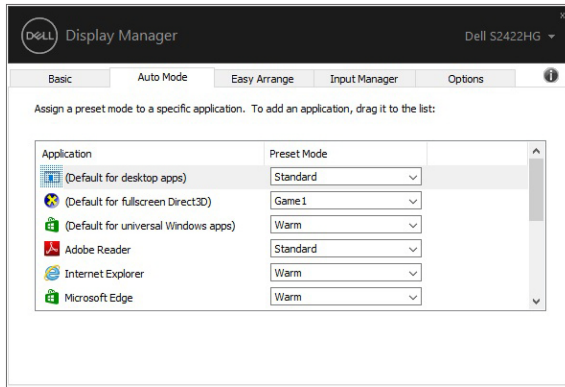 DELL Display Manager
Dell S2422HG
Basic Auto Mode Easy Arrange Input Manager Options
Assign a preset mode to a specific application. To add an application, drag it to the list:
Application Preset Mode
(Default for desktop apps) Standard
(Default for fullscreen Direct3D) Game1
(Default for universal Windows apps) Warm
Adobe Reader Standard
Internet Explorer Warm
Microsoft Edge Warm